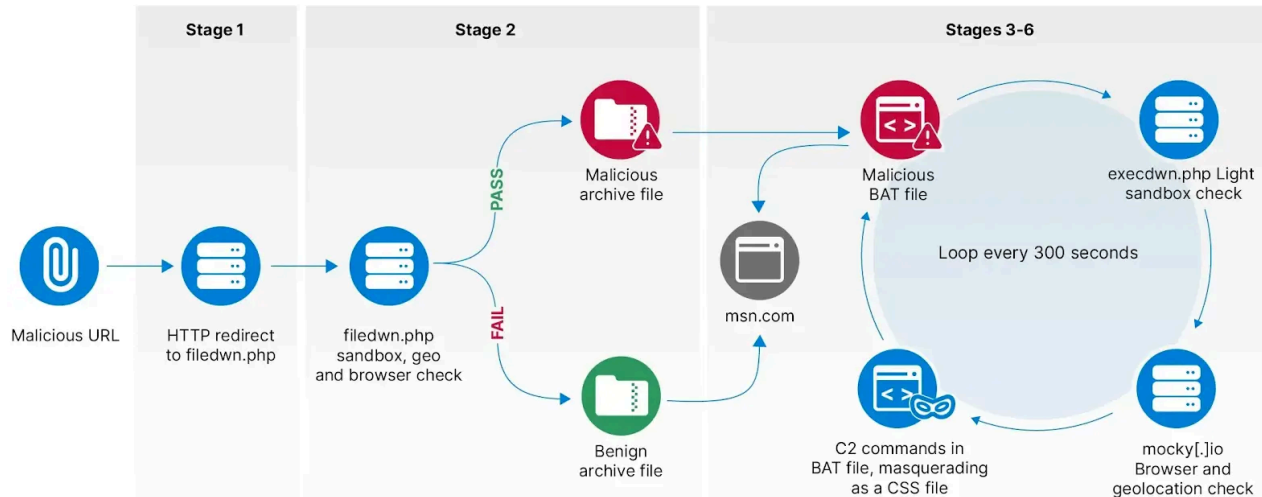 Stage 1
Stage 2
Stages 3-6
Malicious URL
HTTP redirect
to filedwn.php
filedwn.php
sandbox, geo
and browser check
PASS
FAIL
Malicious
archive file
Benign
archive file
msn.com
< >
Malicious
BAT file
execdwn.php Light
sandbox check
Loop every 300 seconds
< >
C2 commands in
BAT file, masquerading
as a CSS file
mocky[.]io
Browser and
geolocation check